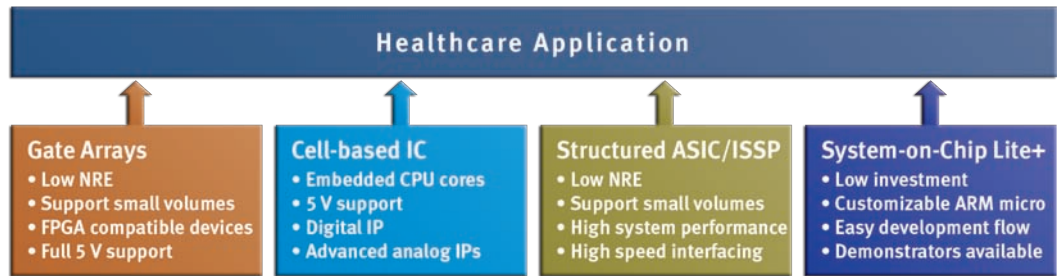 Healthcare Application
Gate Arrays
• Low NRE
• Support small volumes
• FPGA compatible devices
• Full 5 V support
Cell-based IC
• Embedded CPU cores
• 5 V support
• Digital IP
• Advanced analog IPs
Structured ASIC/ISSP
• Low NRE
• Support small volumes
• High system performance
• High speed interfacing
System-on-Chip Lite+
• Low investment
• Customizable ARM micro
• Easy development flow
• Demonstrators available